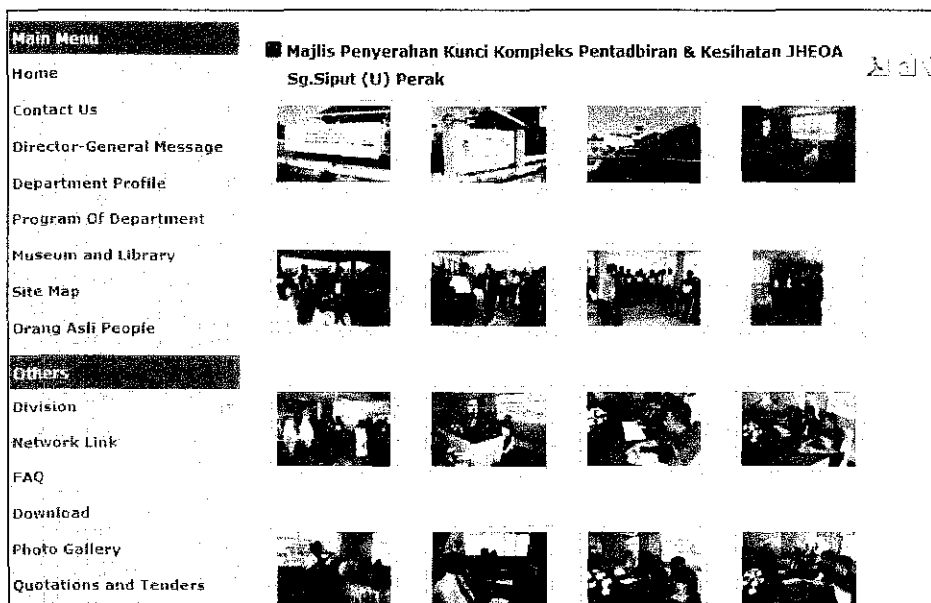 Main Menu
Home
Contact Us
Director-General Message
Department Profile
Program Of Department
Museum and Library
Site Map
Orang Asli People
Others
Division
Network Link
FAQ
Download
Photo Gallery
Quotations and Tenders
Majlis Penyerahan Kunci Kompleks Pentadbiran & Kesihatan JHEOA
Sg.Siput (U) Perak